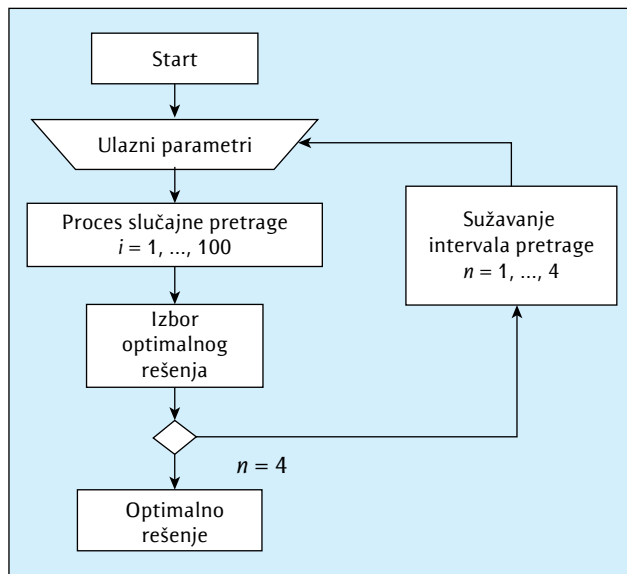 Start
Ulazni parametri
Proces slučajne pretrage
i = 1, ..., 100
Sužavanje
intervala pretrage
n = 1, ..., 4
Izbor
optimalnog
rešenja
n = 4
Optimalno
rešenje